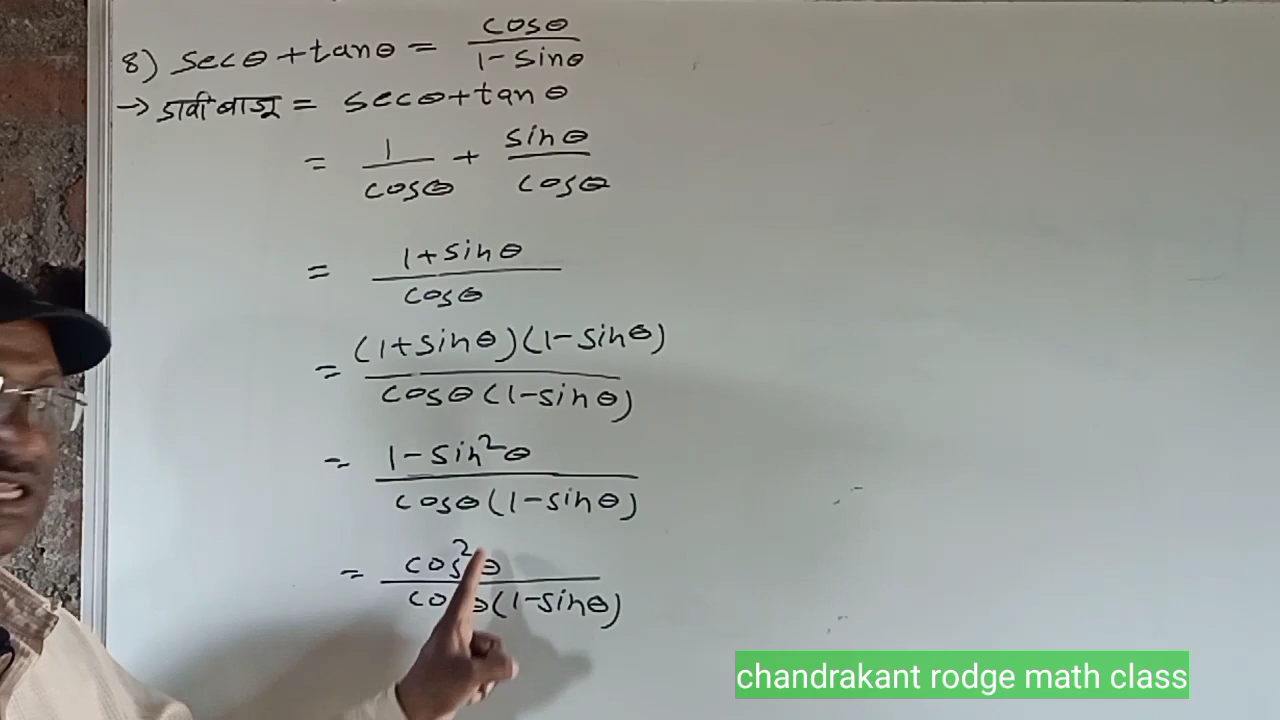 8) secθ + tanθ = cosθ / 1 - sinθ
→ डावी बाजू = secθ + tanθ
= 1 / cosθ + sinθ / cosθ
= 1 + sinθ / cosθ
= (1 + sinθ)(1 - sinθ) / cosθ(1 - sinθ)
= 1 - sin²θ / cosθ(1 - sinθ)
= cos²θ / cosθ(1 - sinθ)
chandrakant rodge math class